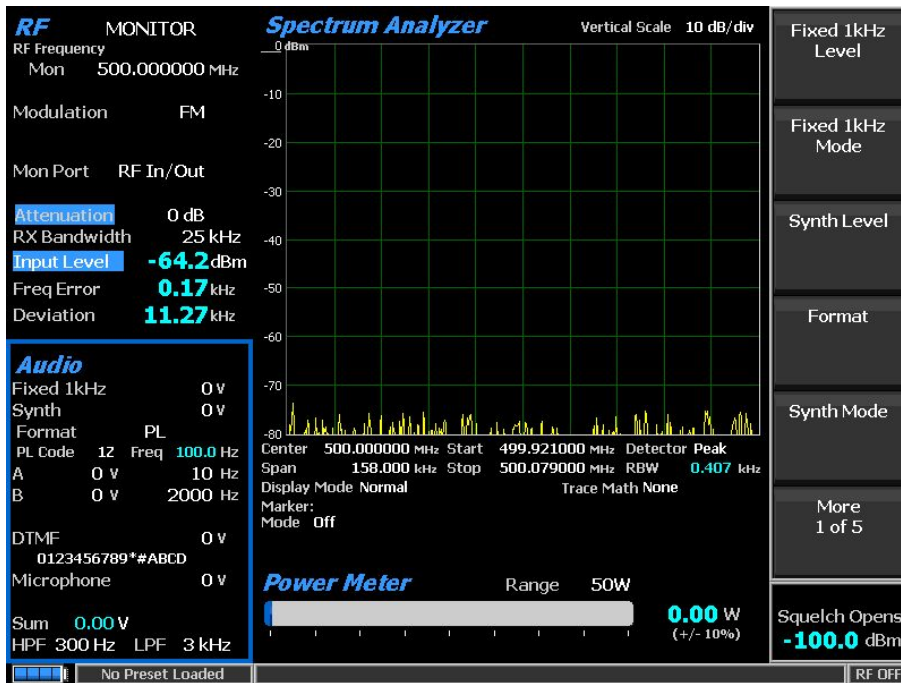 RF MONITOR
RF Frequency
Mon 500.000000 MHz
Modulation FM
Mon Port RF In/Out
Attenuation 0 dB
RX Bandwidth 25 kHz
Input Level -64.2 dBm
Freq Error 0.17 kHz
Deviation 11.27 kHz
Audio
Fixed 1kHz 0 V
Synth 0 V
Format PL
PL Code 1Z Freq 100.0 Hz
A 0 V 10 Hz
B 0 V 2000 Hz
DTMF 0 V
0123456789*#ABCD
Microphone 0 V
Sum 0.00 V
HPF 300 Hz LPF 3 kHz
Spectrum Analyzer Vertical Scale 10 dB/div
0 dBm
-10
-20
-30
-40
-50
-60
-70
-80
Center 500.000000 MHz Start 499.921000 MHz Detector Peak
Span 158.000 kHz Stop 500.079000 MHz RBW 0.407 kHz
Display Mode Normal Trace Math None
Marker:
Mode Off
Power Meter Range 50W
0.00 W
(+/- 10%)
Fixed 1kHz
Level
Fixed 1kHz
Mode
Synth Level
Format
Synth Mode
More
1 of 5
Squelch Opens
-100.0 dBm
No Preset Loaded
RF OFF